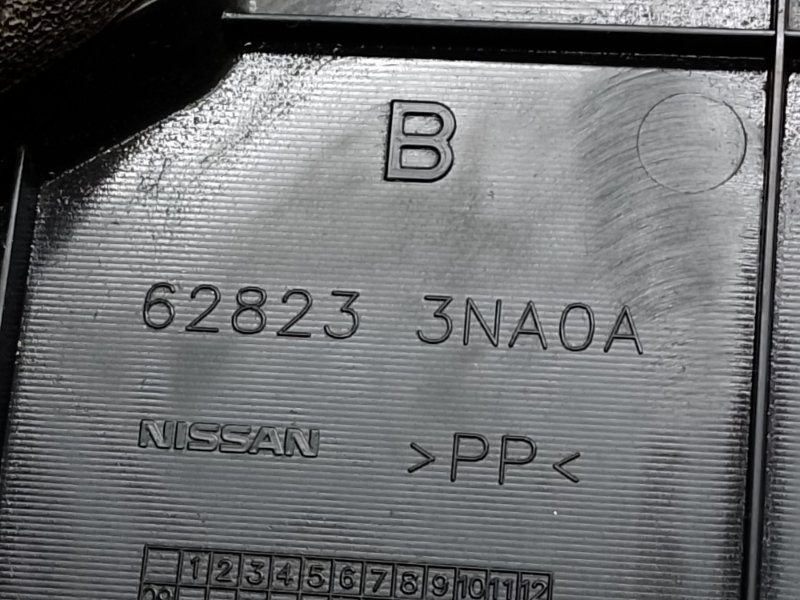 B
62823 3NA0A
NISSAN >PP<
1 2 3 4 5 6 7 8 9 10 11 12